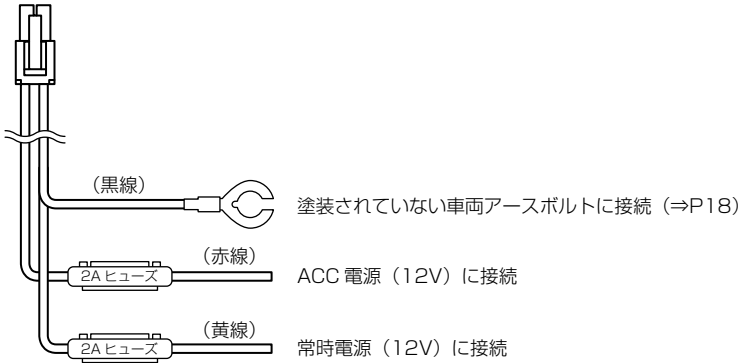 (黒線)
塗装されていない車両アースボルトに接続(⇒P18)
(赤線)
2A ヒューズ
ACC 電源(12V)に接続
(黄線)
2A ヒューズ
常時電源(12V)に接続